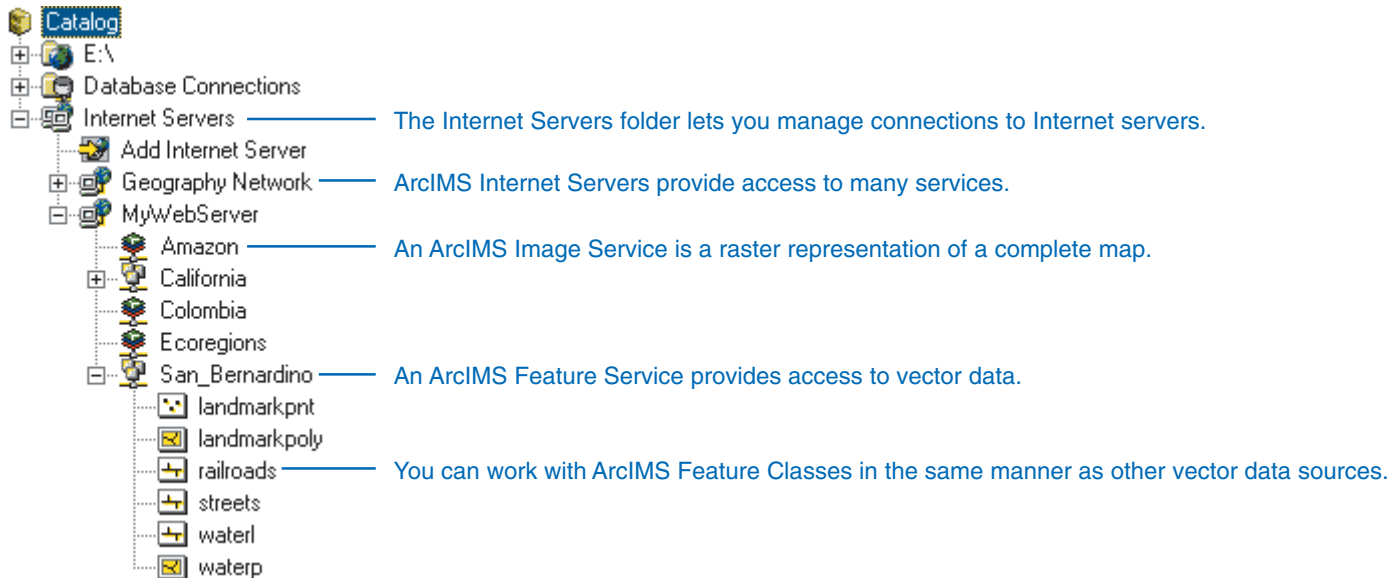 Catalog
E:\
Database Connections
Internet Servers The Internet Servers folder lets you manage connections to Internet servers.
Add Internet Server
Geography Network ArcIMS Internet Servers provide access to many services.
MyWebServer
Amazon An ArcIMS Image Service is a raster representation of a complete map.
California
Colombia
Ecoregions
San_Bernardino An ArcIMS Feature Service provides access to vector data.
landmarkpnt
landmarkpoly
railroads You can work with ArcIMS Feature Classes in the same manner as other vector data sources.
streets
waterl
waterp